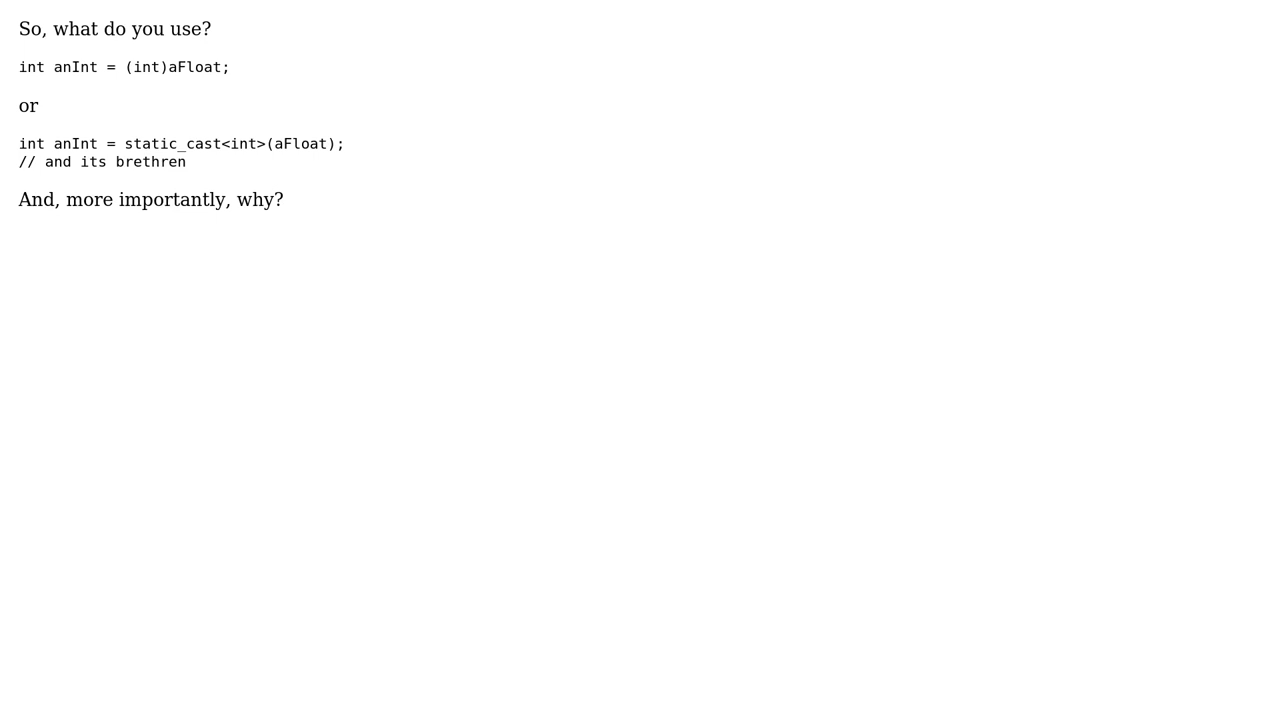 So, what do you use?
int anInt = (int)aFloat;
or
int anInt = static_cast<int>(aFloat);
// and its brethren
And, more importantly, why?